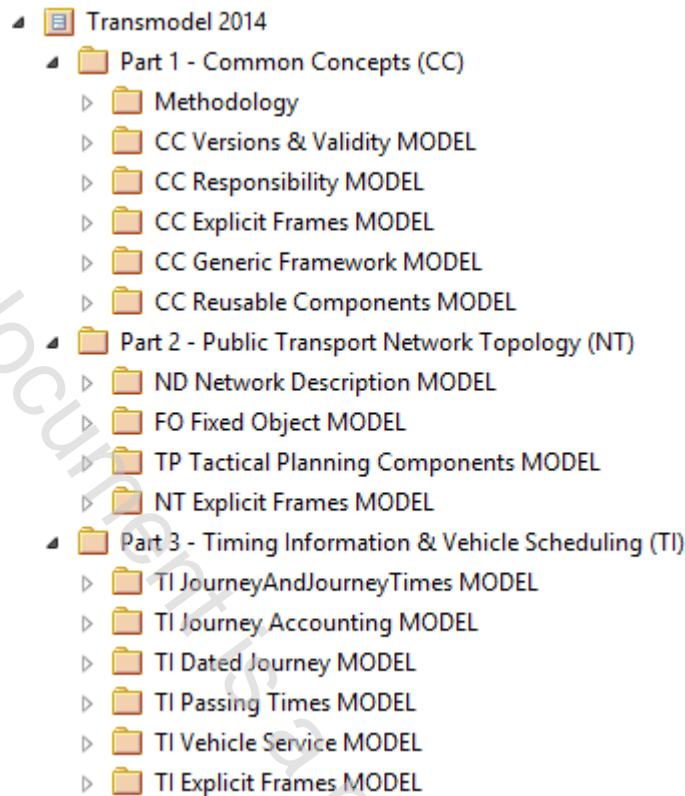 Transmodel 2014
Part 1 - Common Concepts (CC)
Methodology
CC Versions & Validity MODEL
CC Responsibility MODEL
CC Explicit Frames MODEL
CC Generic Framework MODEL
CC Reusable Components MODEL
Part 2 - Public Transport Network Topology (NT)
ND Network Description MODEL
FO Fixed Object MODEL
TP Tactical Planning Components MODEL
NT Explicit Frames MODEL
Part 3 - Timing Information & Vehicle Scheduling (TI)
TI JourneyAndJourneyTimes MODEL
TI Journey Accounting MODEL
TI Dated Journey MODEL
TI Passing Times MODEL
TI Vehicle Service MODEL
TI Explicit Frames MODEL
ocument is a